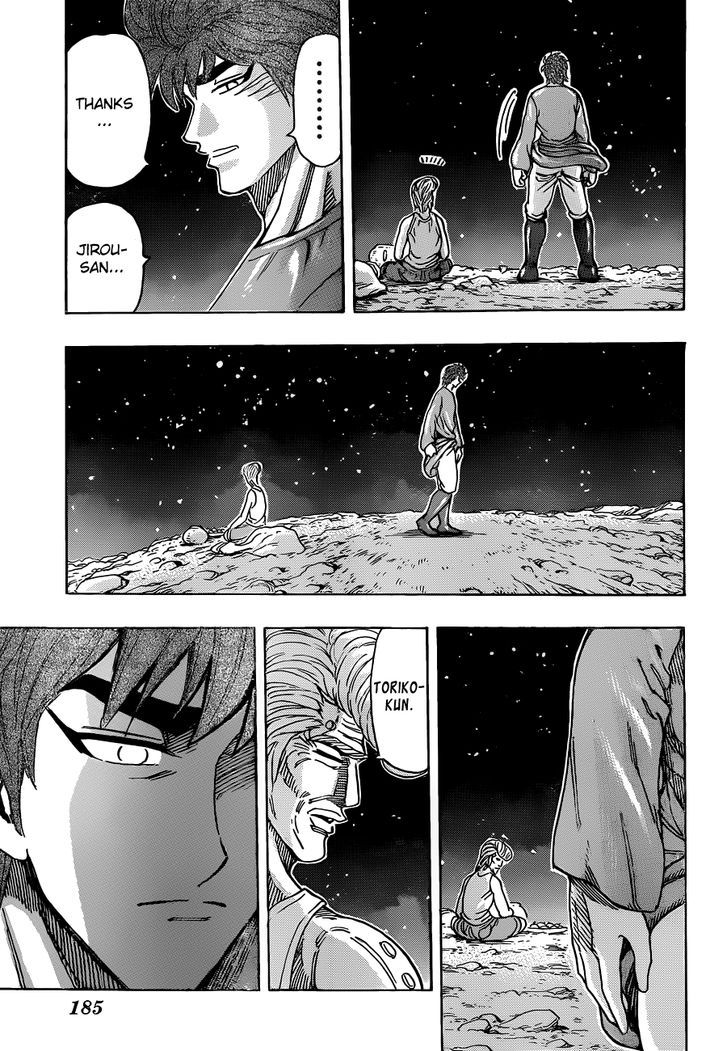 ........
THANKS
...
JIROU-
SAN...
TORIKO-
KUN.
185